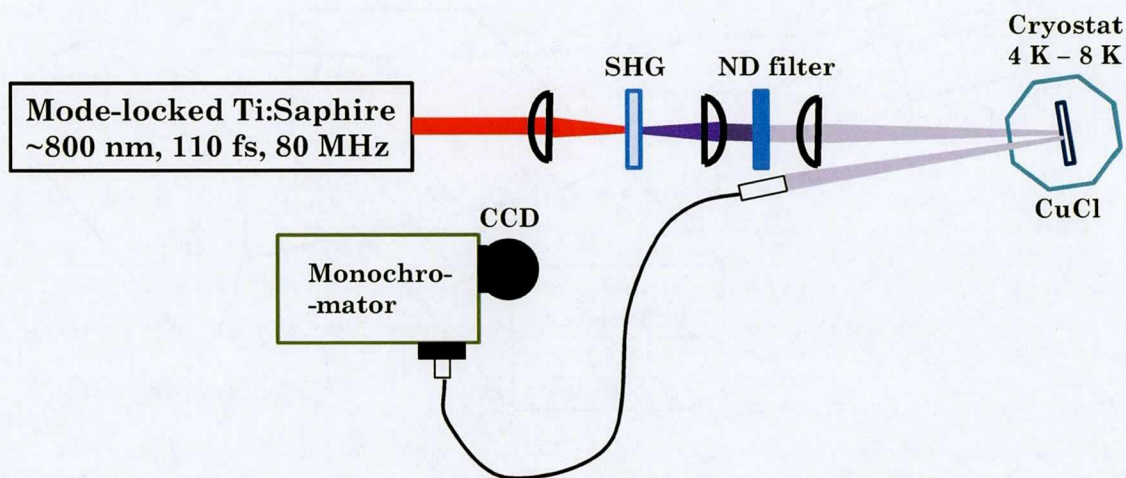 Cryostat
4 K – 8 K
SHG
ND filter
Mode-locked Ti:Saphire
~800 nm, 110 fs, 80 MHz
CuCl
CCD
Monochro-
-mator